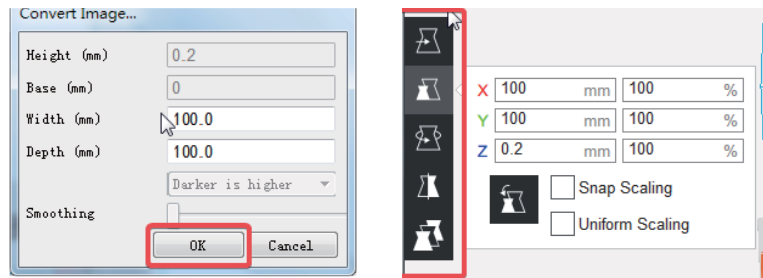 Convert Image...
Height (mm) 0.2
Base (mm) 0
Width (mm) 100.0
Depth (mm) 100.0
Darker is higher
Smoothing
OK Cancel
X 100 mm 100 %
Y 100 mm 100 %
Z 0.2 mm 100 %
Snap Scaling
Uniform Scaling